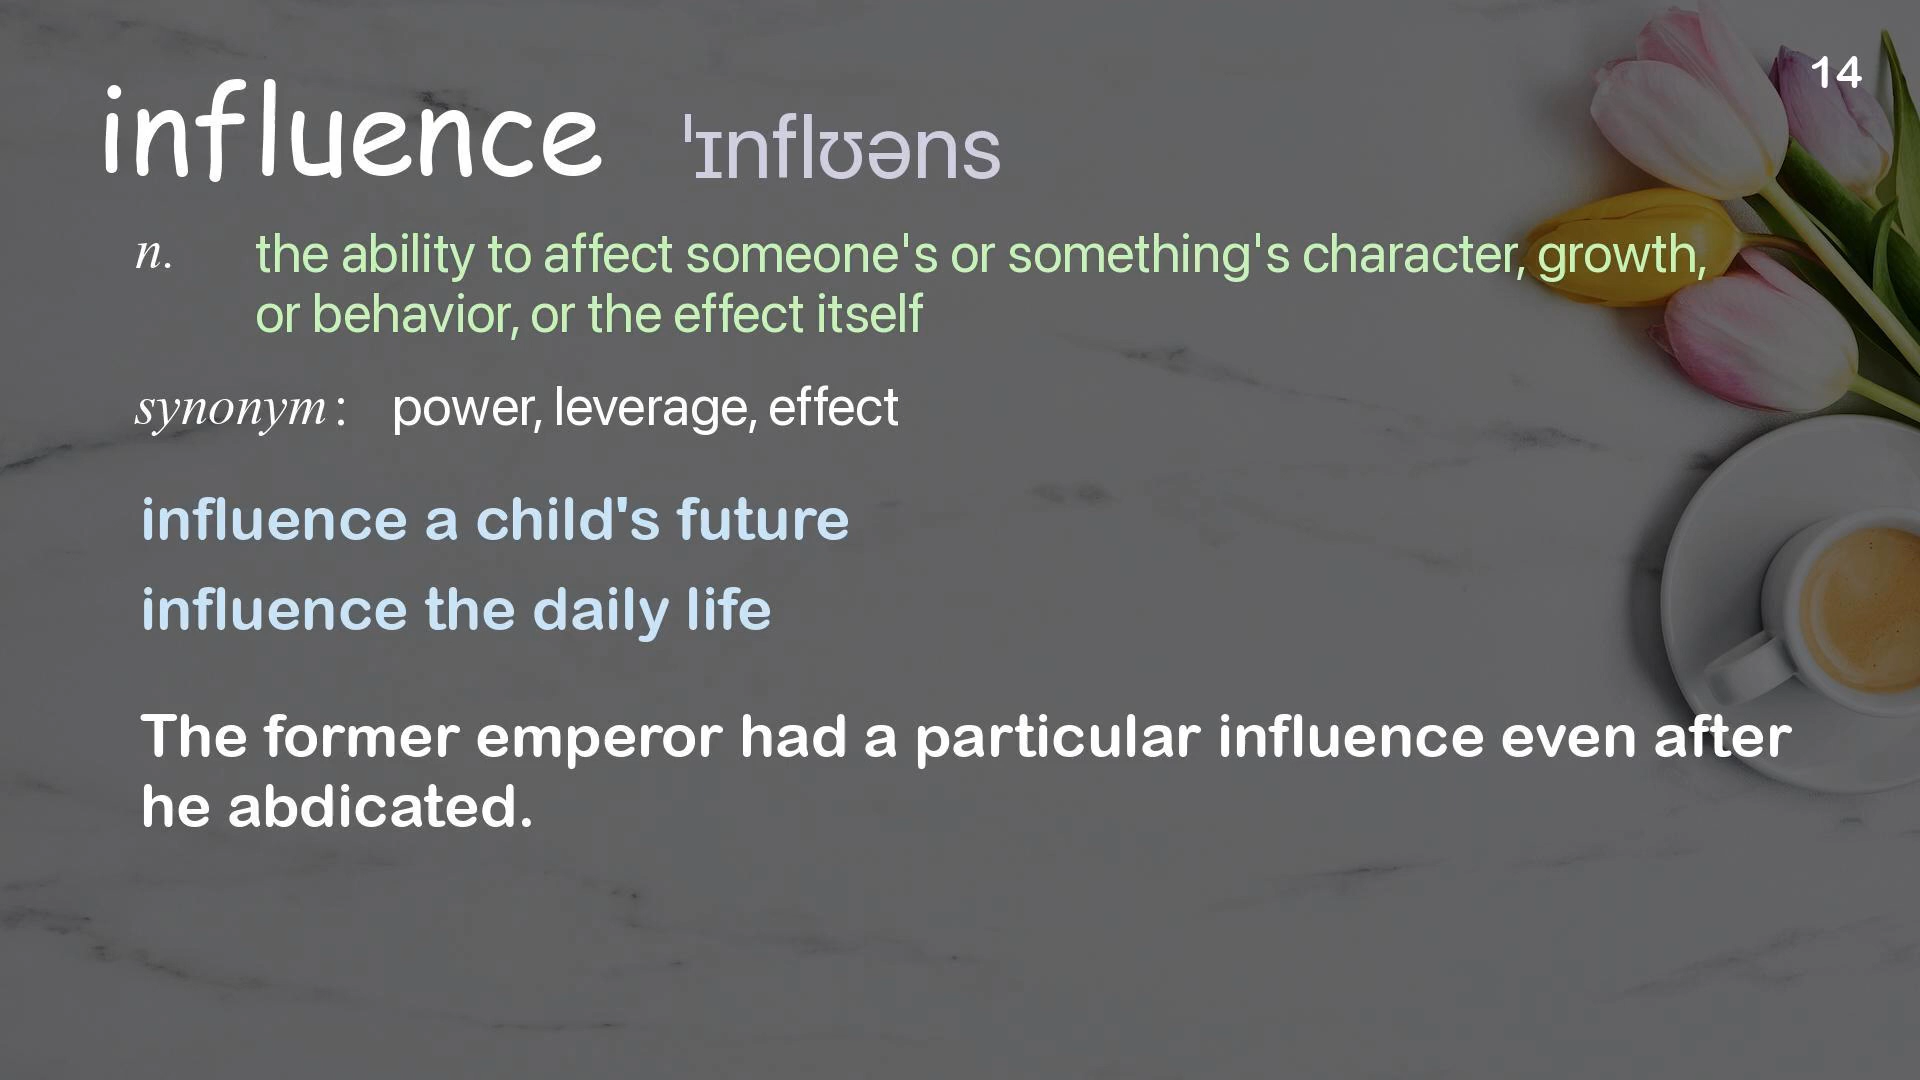 14
influence ˈɪnflʊəns
n. the ability to affect someone's or something's character, growth,
or behavior, or the effect itself
synonym : power, leverage, effect
influence a child's future
influence the daily life
The former emperor had a particular influence even after
he abdicated.